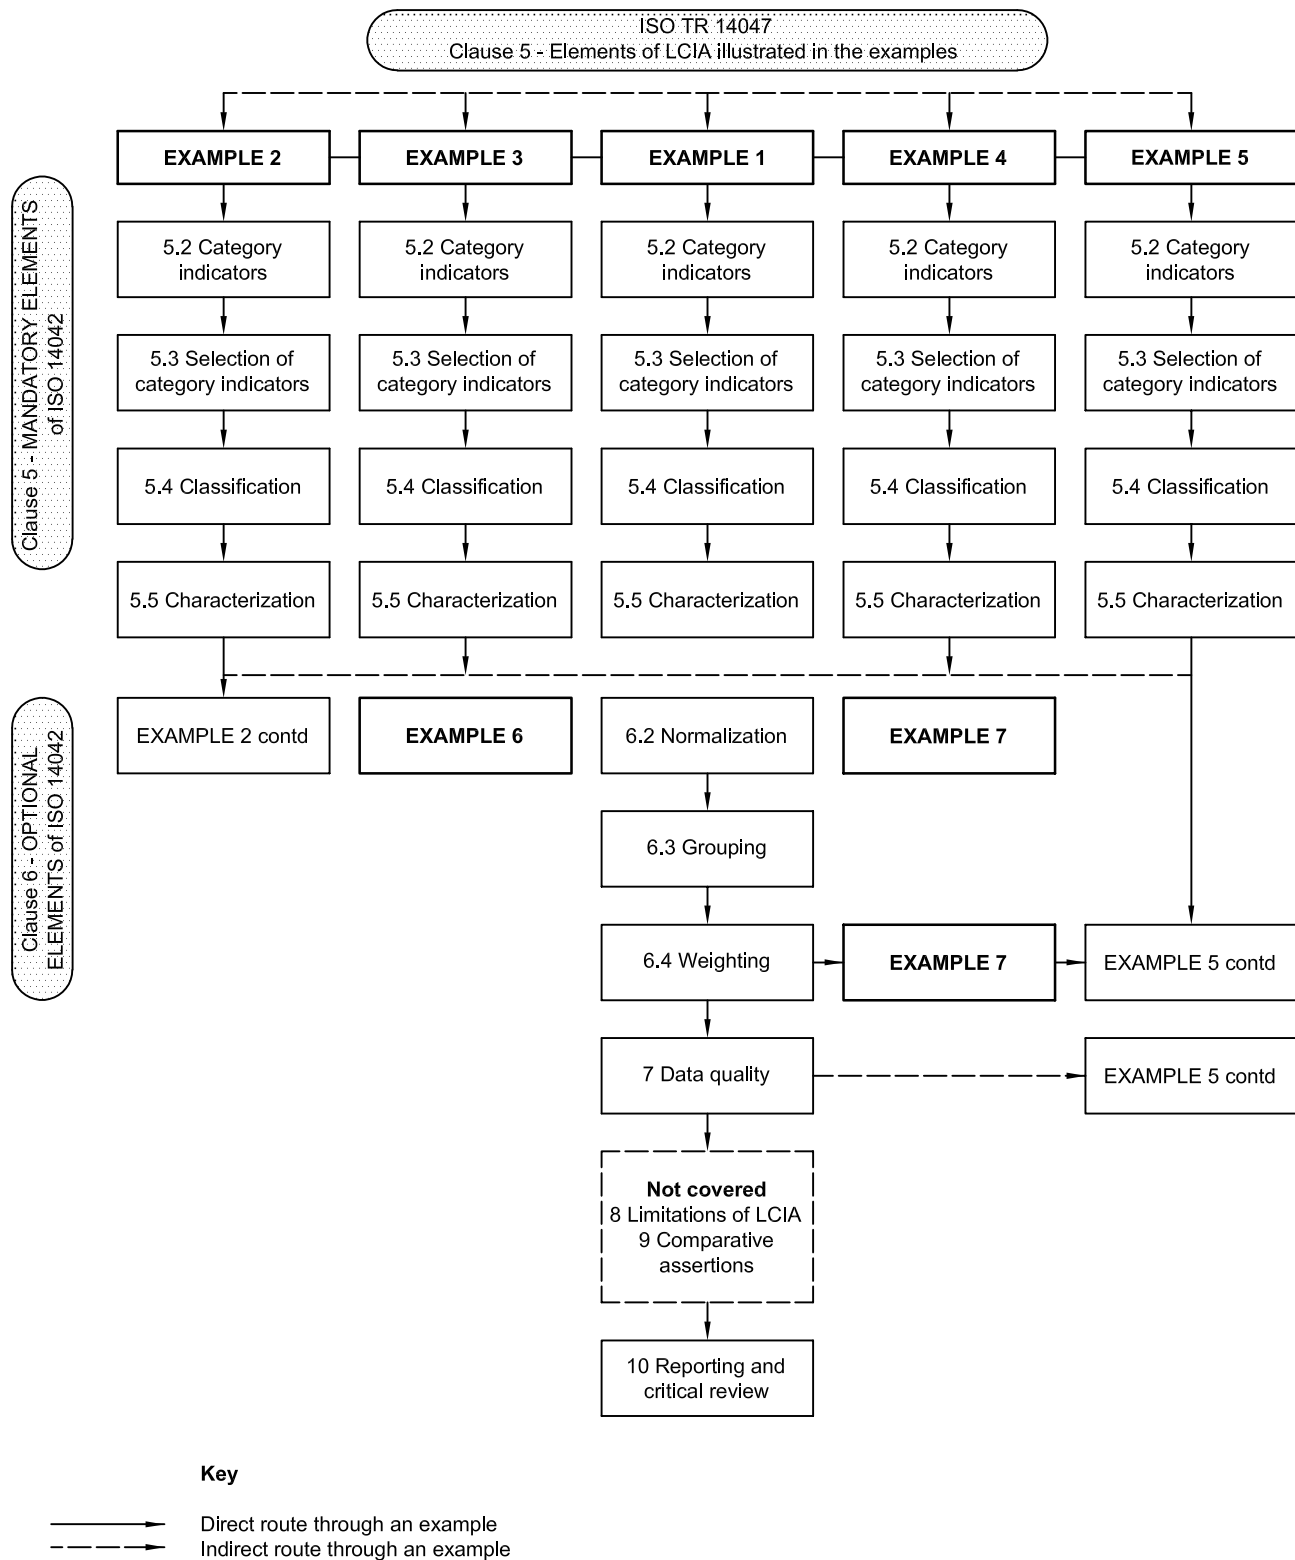 ISO TR 14047
Clause 5 - Elements of LCIA illustrated in the examples
EXAMPLE 2
EXAMPLE 3
EXAMPLE 1
EXAMPLE 4
EXAMPLE 5
Clause 5 - MANDATORY ELEMENTS
of ISO 14042
5.2 Category
indicators
5.2 Category
indicators
5.2 Category
indicators
5.2 Category
indicators
5.2 Category
indicators
5.3 Selection of
category indicators
5.3 Selection of
category indicators
5.3 Selection of
category indicators
5.3 Selection of
category indicators
5.3 Selection of
category indicators
5.4 Classification
5.4 Classification
5.4 Classification
5.4 Classification
5.4 Classification
5.5 Characterization
5.5 Characterization
5.5 Characterization
5.5 Characterization
5.5 Characterization
Clause 6 - OPTIONAL
ELEMENTS of ISO 14042
EXAMPLE 2 contd
EXAMPLE 6
6.2 Normalization
EXAMPLE 7
6.3 Grouping
6.4 Weighting
EXAMPLE 7
EXAMPLE 5 contd
7 Data quality
EXAMPLE 5 contd
Not covered
8 Limitations of LCIA
9 Comparative
assertions
10 Reporting and
critical review
Key
Direct route through an example
Indirect route through an example